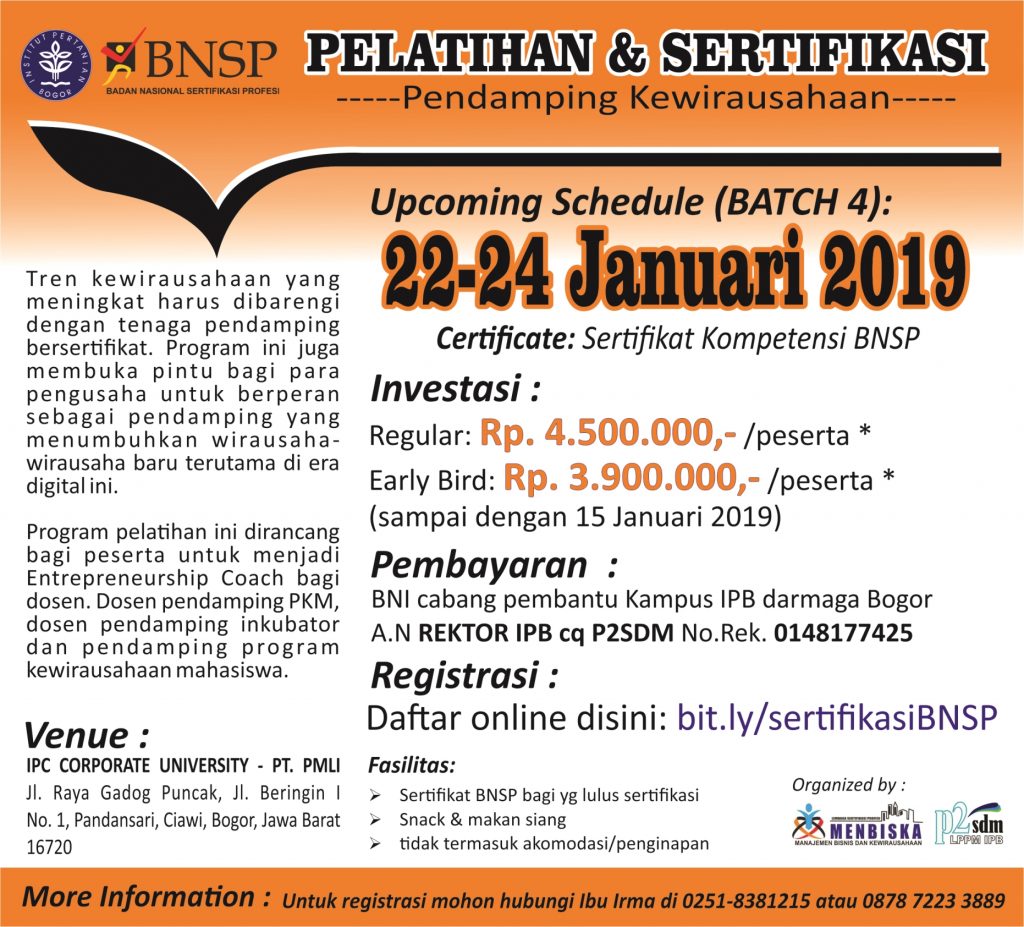 INSTITUT PERTANIAN
BOGOR
BNSP
BADAN NASIONAL SERTIFIKASI PROFESI
PELATIHAN & SERTIFIKASI
-----Pendamping Kewirausahaan-----
Tren kewirausahaan yang
meningkat harus dibarengi
dengan tenaga pendamping
bersertifikat. Program ini juga
membuka pintu bagi para
pengusaha untuk berperan
sebagai pendamping yang
menumbuhkan wirausaha-
wirausaha baru terutama di era
digital ini.
Program pelatihan ini dirancang
bagi peserta untuk menjadi
Entrepreneurship Coach bagi
dosen. Dosen pendamping PKM,
dosen pendamping inkubator
dan pendamping program
kewirausahaan mahasiswa.
Venue :
IPC CORPORATE UNIVERSITY - PT. PMLI
Jl. Raya Gadog Puncak, Jl. Beringin I
No. 1, Pandansari, Ciawi, Bogor, Jawa Barat
16720
Upcoming Schedule (BATCH 4):
22-24 Januari 2019
Certificate: Sertifikat Kompetensi BNSP
Investasi :
Regular: Rp. 4.500.000,- /peserta *
Early Bird: Rp. 3.900.000,- /peserta *
(sampai dengan 15 Januari 2019)
Pembayaran :
BNI cabang pembantu Kampus IPB darmaga Bogor
A.N REKTOR IPB cq P2SDM No.Rek. 0148177425
Registrasi :
Daftar online disini: bit.ly/sertifikasiBNSP
Fasilitas:
➢ Sertifikat BNSP bagi yg lulus sertifikasi
➢ Snack & makan siang
➢ tidak termasuk akomodasi/penginapan
Organized by :
LEMBAGA SERTIFIKASI PROFESI
MENBISKA
MANAJEMEN BISNIS DAN KEWIRAUSAHAAN
p2sdm
LPPM IPB
More Information : Untuk registrasi mohon hubungi Ibu Irma di 0251-8381215 atau 0878 7223 3889